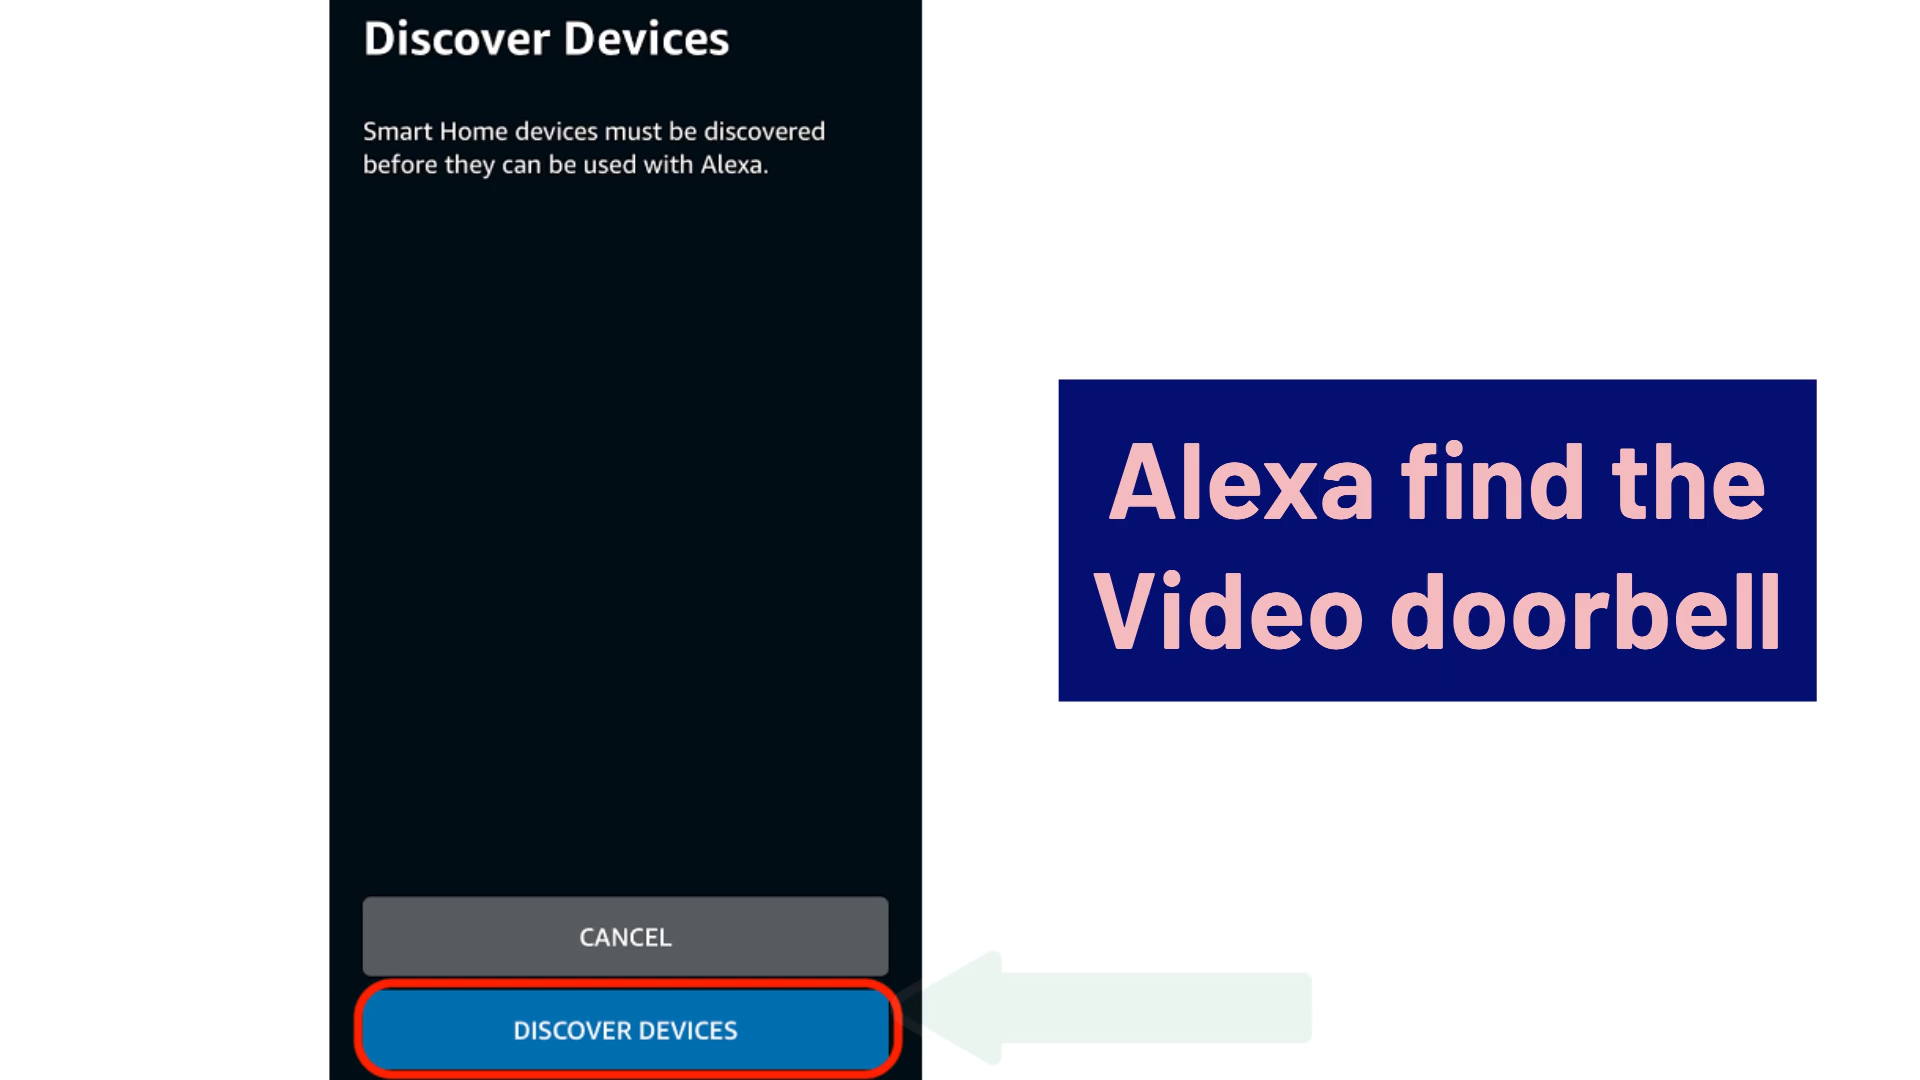 Discover Devices
Smart Home devices must be discovered
before they can be used with Alexa.
Alexa find the
Video doorbell
CANCEL
DISCOVER DEVICES